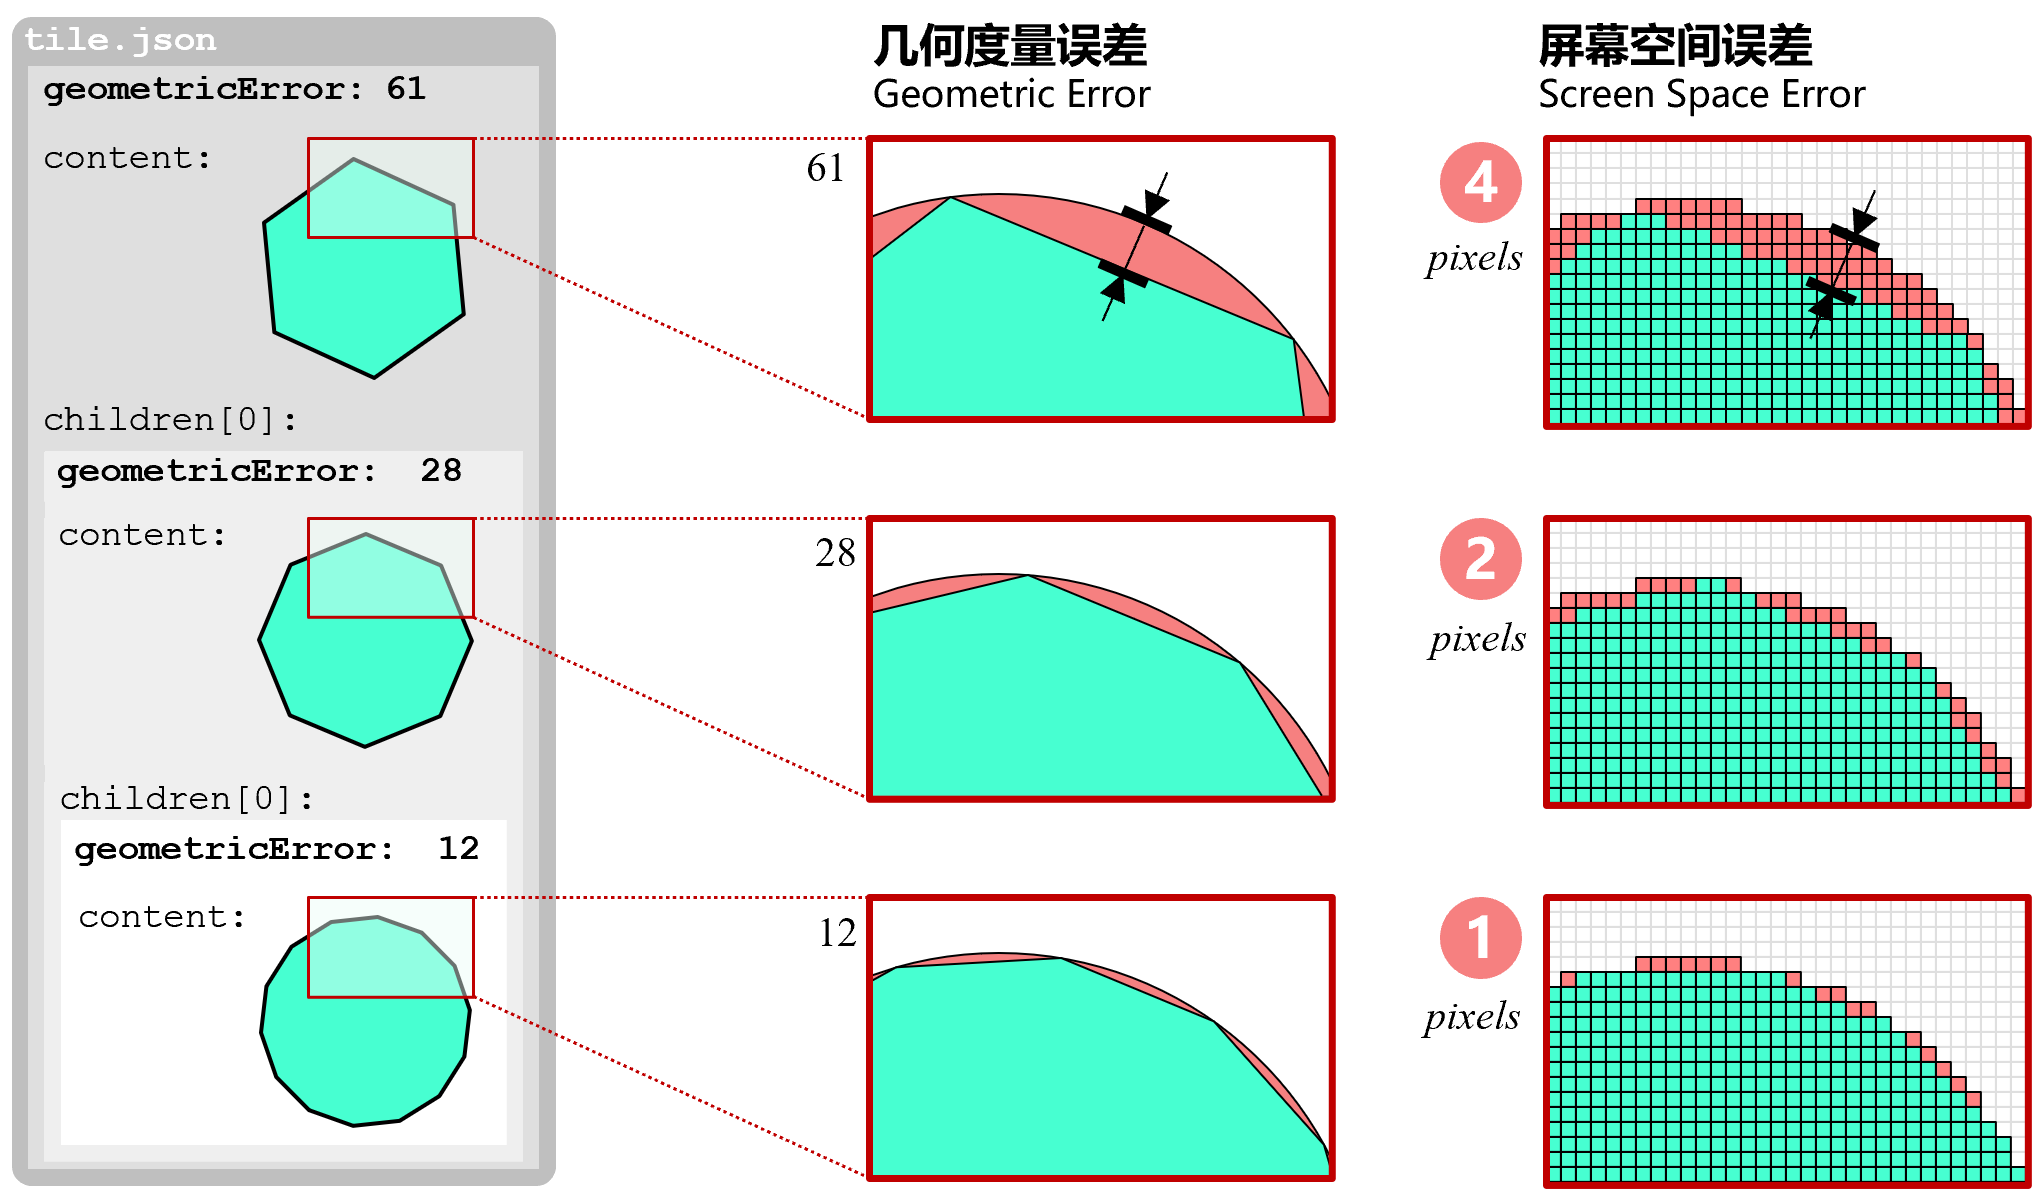 tile.json
geometricError: 61
content:
children[0]:
geometricError: 28
content:
children[0]:
geometricError: 12
content:
几何度量误差
Geometric Error
61
28
12
屏幕空间误差
Screen Space Error
4
pixels
2
pixels
1
pixels